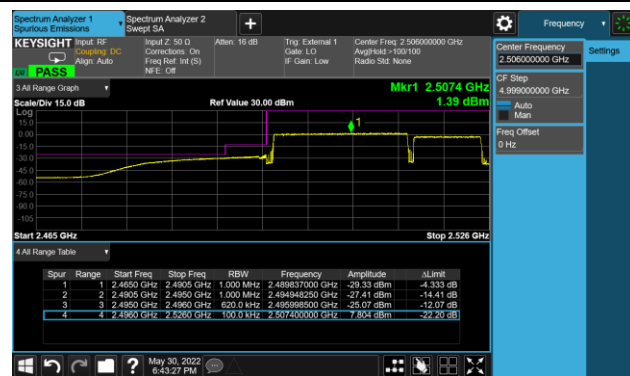 Spectrum Analyzer 1
Spurious Emissions
Spectrum Analyzer 2
Swept SA
Frequency
KEYSIGHT
Input: RF
Coupling: DC
Align: Auto
Input Z: 50 Ω
Corrections: On
Freq Ref: Int (S)
NFE: Off
Atten: 16 dB
Trig: External 1
Gate: LO
IF Gain: Low
Center Freq: 2.506000000 GHz
Avg|Hold:>100/100
Radio Std: None
PASS
Center Frequency
2.506000000 GHz
Settings
CF Step
4.999000000 GHz
Auto
Man
Freq Offset
0 Hz
3 All Range Graph
Mkr1 2.5074 GHz
Scale/Div 15.0 dB
Ref Value 30.00 dBm
1.39 dBm
Log
15.0
0.00
-15.0
-30.0
-45.0
-60.0
-75.0
-90.0
-105
1
Start 2.465 GHz
Stop 2.526 GHz
4 All Range Table
Spur Range Start Freq Stop Freq RBW Frequency Amplitude ΔLimit
1 1 2.4650 GHz 2.4905 GHz 1.000 MHz 2.489837000 GHz -29.33 dBm -4.333 dB
2 2 2.4905 GHz 2.4950 GHz 1.000 MHz 2.494948250 GHz -27.41 dBm -14.41 dB
3 3 2.4950 GHz 2.4960 GHz 620.0 kHz 2.495998500 GHz -25.07 dBm -12.07 dB
4 4 2.4960 GHz 2.5260 GHz 100.0 kHz 2.507400000 GHz 7.804 dBm -22.20 dB
?
May 30, 2022
6:43:27 PM